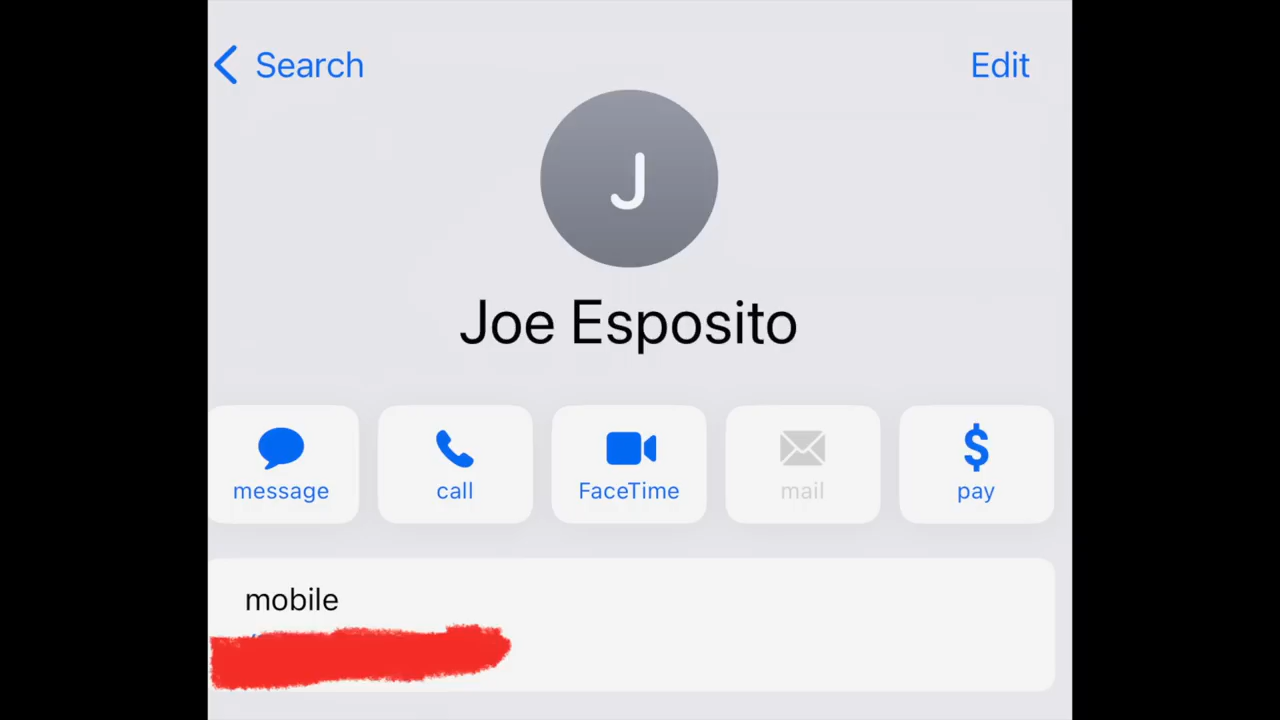 Search Edit
J
Joe Esposito
message call FaceTime mail pay
mobile